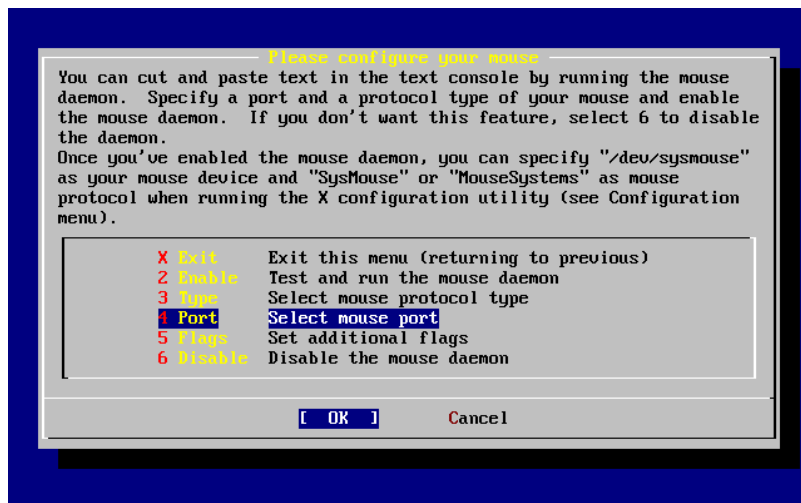 Please configure your mouse
You can cut and paste text in the text console by running the mouse
daemon.  Specify a port and a protocol type of your mouse and enable
the mouse daemon.  If you don't want this feature, select 6 to disable
the daemon.
Once you've enabled the mouse daemon, you can specify "/dev/sysmouse"
as your mouse device and "SysMouse" or "MouseSystems" as mouse
protocol when running the X configuration utility (see Configuration
menu).
X Exit Exit this menu (returning to previous)
2 Enable Test and run the mouse daemon
3 Type Select mouse protocol type
4 Port Select mouse port
5 Flags Set additional flags
6 Disable Disable the mouse daemon
[ OK ] Cancel